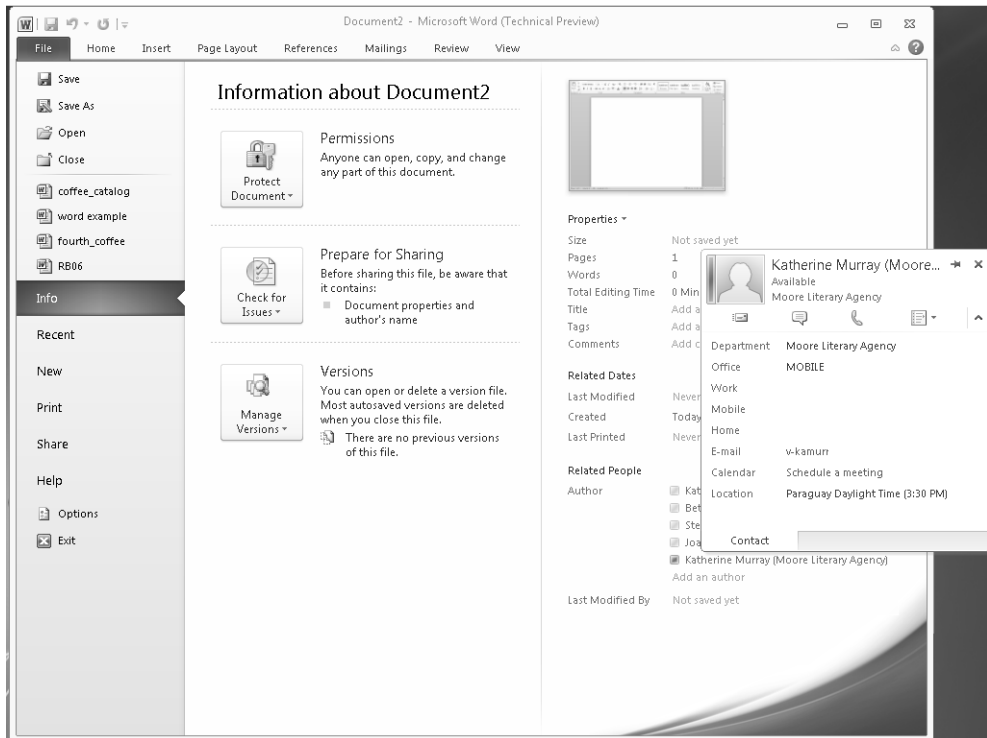 W
Document2 - Microsoft Word (Technical Preview)
File Home Insert Page Layout References Mailings Review View
Save
Save As
Open
Close
coffee_catalog
word example
fourth_coffee
RB06
Info
Recent
New
Print
Share
Help
Options
Exit
Information about Document2
Protect
Document
Permissions
Anyone can open, copy, and change
any part of this document.
Check for
Issues
Prepare for Sharing
Before sharing this file, be aware that
it contains:
Document properties and
author's name
Manage
Versions
Versions
You can open or delete a version file.
Most autosaved versions are deleted
when you close this file.
There are no previous versions
of this file.
Properties
Size Not saved yet
Pages 1
Words 0
Total Editing Time 0 Min
Title Add a
Tags Add a
Comments Add c
Related Dates
Last Modified Never
Created Today
Last Printed Never
Related People
Author Kat
Bet
Ste
Joa
Katherine Murray (Moore Literary Agency)
Add an author
Last Modified By Not saved yet
Katherine Murray (Moore...
Available
Moore Literary Agency
Department Moore Literary Agency
Office MOBILE
Work
Mobile
Home
E-mail v-kamurr
Calendar Schedule a meeting
Location Paraguay Daylight Time (3:30 PM)
Contact